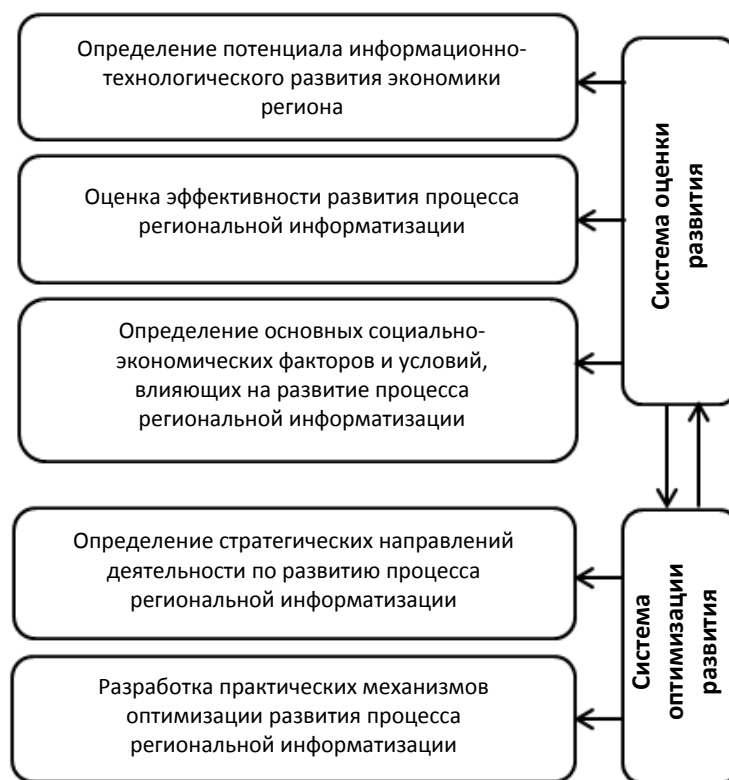 Определение потенциала информационно-
технологического развития экономики
региона
Оценка эффективности развития процесса
региональной информатизации
Определение основных социально-
экономических факторов и условий,
влияющих на развитие процесса
региональной информатизации
Система оценки
развития
Определение стратегических направлений
деятельности по развитию процесса
региональной информатизации
Разработка практических механизмов
оптимизации развития процесса
региональной информатизации
Система
оптимизации
развития